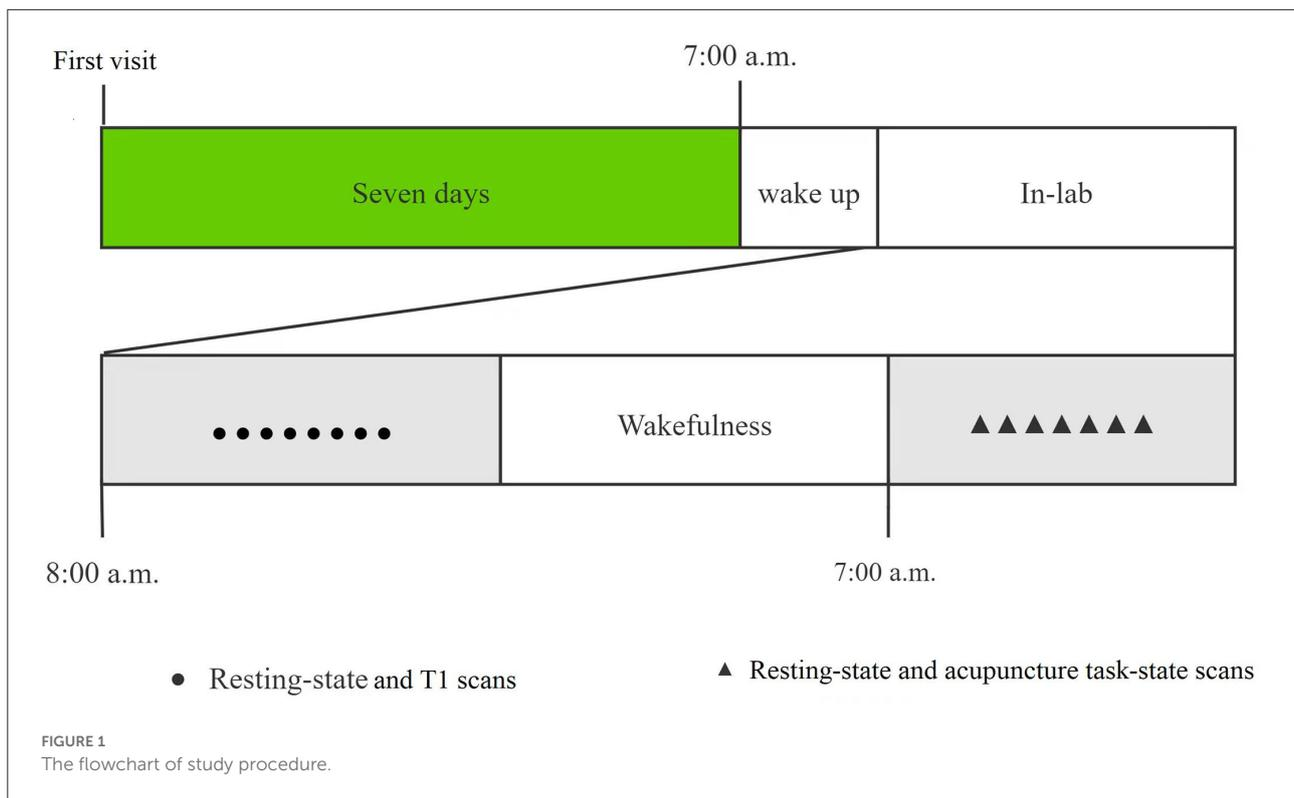 First visit
7:00 a.m.
Seven days
wake up
In-lab
Wakefulness
8:00 a.m.
7:00 a.m.
Resting-state and T1 scans
Resting-state and acupuncture task-state scans
FIGURE 1
The flowchart of study procedure.